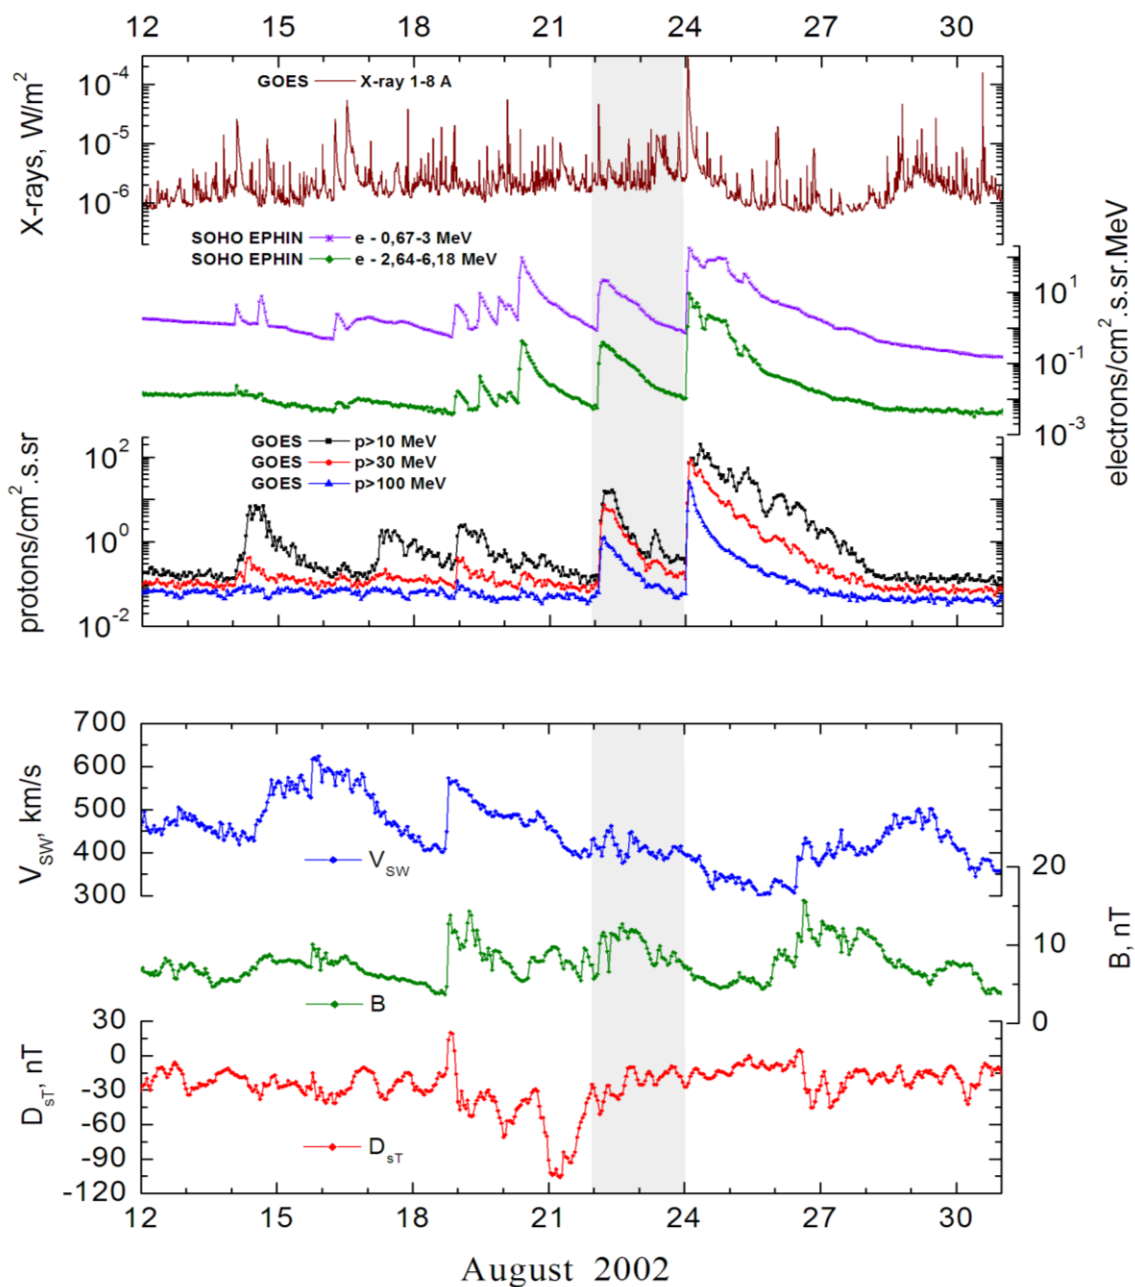 12 15 18 21 24 27 30
X-rays, W/m²
10⁻⁴
10⁻⁵
10⁻⁶
GOES X-ray 1-8 A
SOHO EPHIN e - 0,67-3 MeV
SOHO EPHIN e - 2,64-6,18 MeV
electrons/cm².s.sr.MeV
10¹
10⁻¹
10⁻³
protons/cm².s.sr
10²
10⁰
10⁻²
GOES p>10 MeV
GOES p>30 MeV
GOES p>100 MeV
V_SW, km/s
700
600
500
400
300
V_SW
B, nT
20
10
0
B
D_sT, nT
30
0
-30
-60
-90
-120
D_sT
12 15 18 21 24 27 30
August 2002